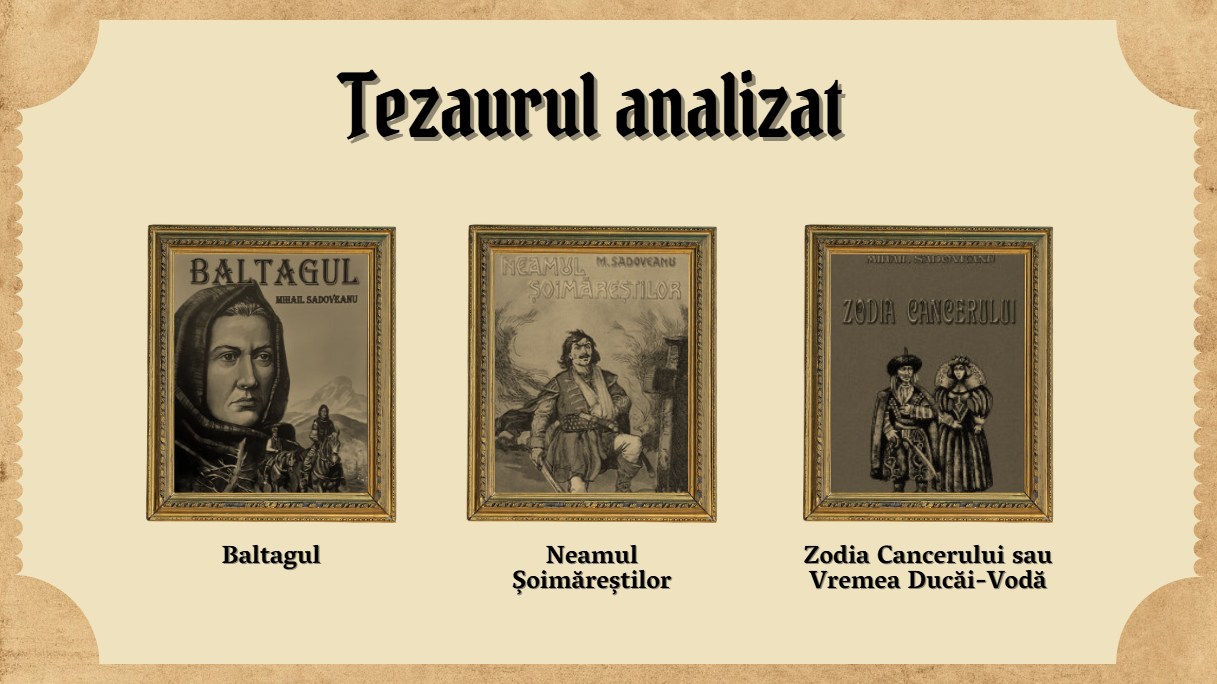 Tezaurul analizat
BALTAGUL
MIHAIL SADOVEANU
NEAMUL
M. SADOVEANU
ȘOIMĂREȘTILOR
MIHAIL SADOVEANU
ZODIA CANCERULUI
Baltagul
Neamul
Șoimăreștilor
Zodia Cancerului sau
Vremea Ducăi-Vodă